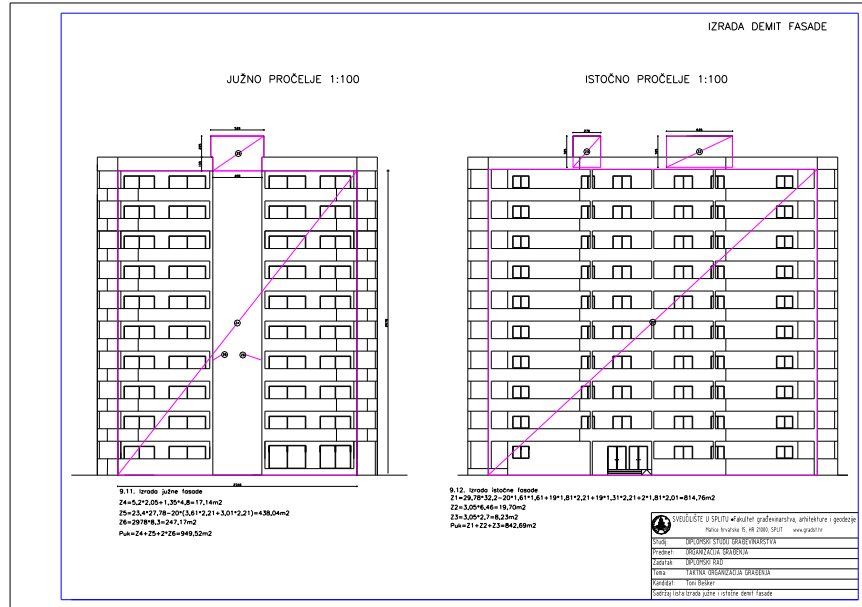 IZRADA DEMIT FASADE
JUŽNO PROČELJE 1:100
ISTOČNO PROČELJE 1:100
9.11. Izrada južne fasade
Z4=5,2*2,05+1,35*4,8=17,14m2
Z5=23,4*27,78-20*(3,61*2,21+3,01*2,21)=438,04m2
Z6=2978*8,3=247,17m2
Puk=Z4+Z5+2*Z6=949,52m2
9.12. Izrada istočne fasade
Z1=29,78*32,2-20*1,61*1,61+19*1,81*2,21+19*1,31*2,21+2*1,81*2,01=814,76m2
Z2=3,05*6,46=19,70m2
Z3=3,05*2,7=8,23m2
Puk=Z1+Z2+Z3=842,69m2
SVEUČILIŠTE U SPLITU •Fakultet građevinarstva, arhitekture i geodezije
Matice hrvatske 15, HR 21000, SPLIT www.gradst.hr
Studij: DIPLOMSKI STUDIJ GRAĐEVINARSTVA
Predmet: ORGANIZACIJA GRAĐENJA
Zadatak: DIPLOMSKI RAD
Tema: TAKTNA ORGANIZACIJA GRAĐENJA
Kandidat: Toni Bešker
Sadržaj lista:Izrada južne i istočne demit fasade